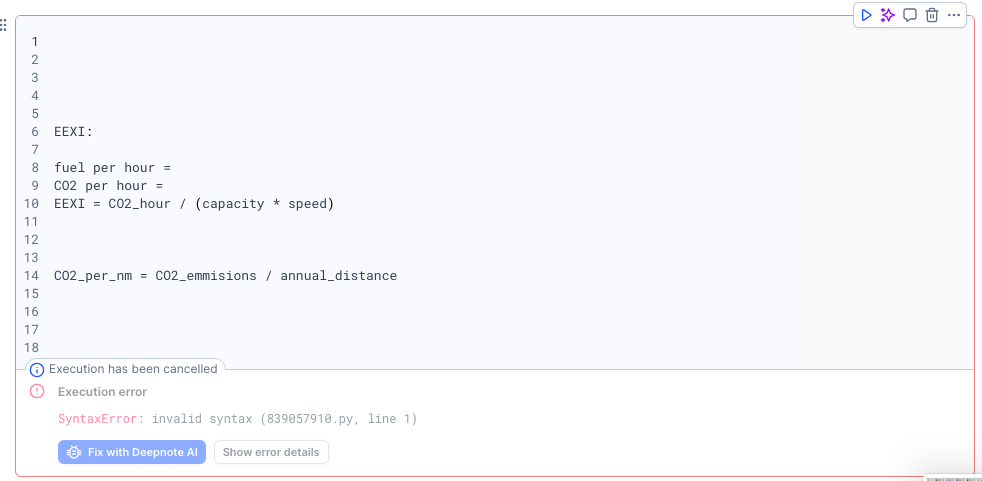 1
2
3
4
5
6 EEXI:
7
8 fuel per hour =
9 CO2 per hour =
10 EEXI = CO2_hour / (capacity * speed)
11
12
13
14 CO2_per_nm = CO2_emmisions / annual_distance
15
16
17
18
Execution has been cancelled
Execution error
SyntaxError: invalid syntax (839057910.py, line 1)
Fix with Deepnote AI Show error details